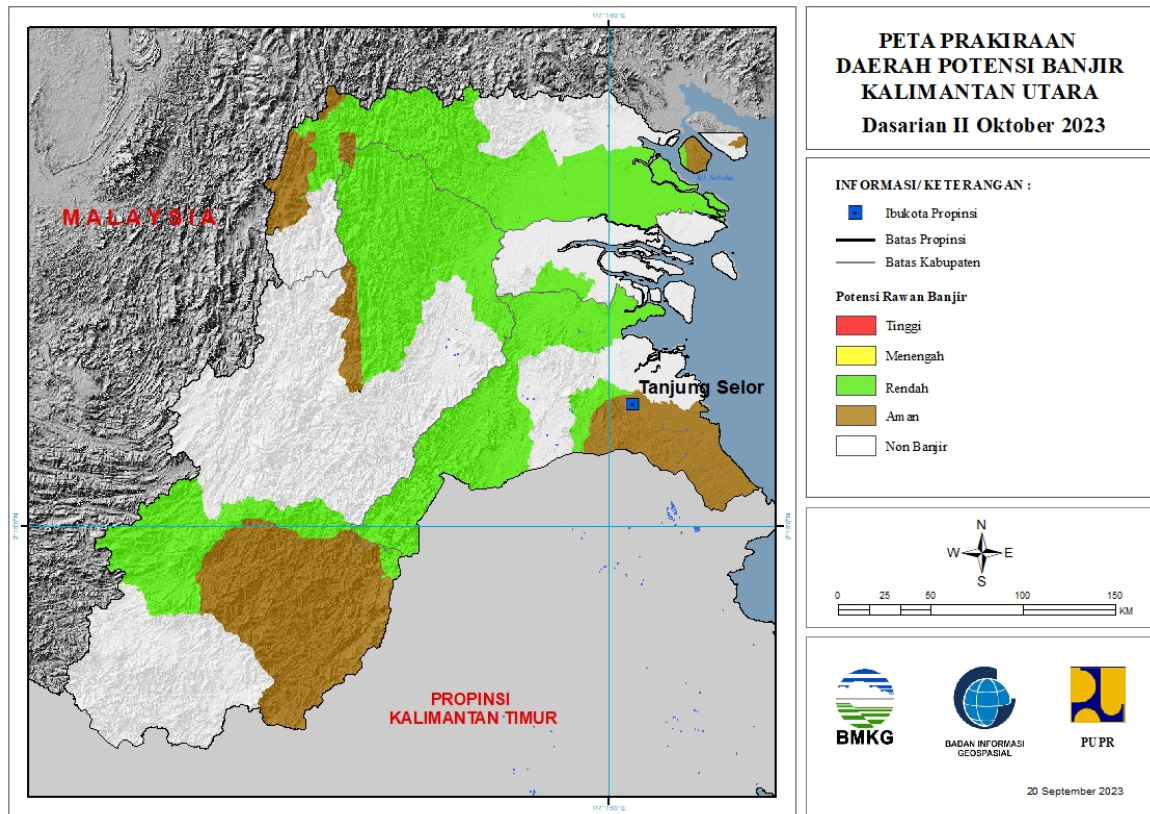 PETA PRAKIRAAN
DAERAH POTENSI BANJIR
KALIMANTAN UTARA
Dasarian II Oktober 2023
INFORMASI/ KETERANGAN :
Ibukota Propinsi
Batas Propinsi
Batas Kabupaten
Potensi Rawan Banjir
Tinggi
Menengah
Rendah
Aman
Non Banjir
N
W E
S
0 25 50 100 150
KM
BMKG
BADAN INFORMASI
GEOSPASIAL
PUPR
20 September 2023
MALAYSIA
Tanjung Selor
PROPINSI
KALIMANTAN TIMUR